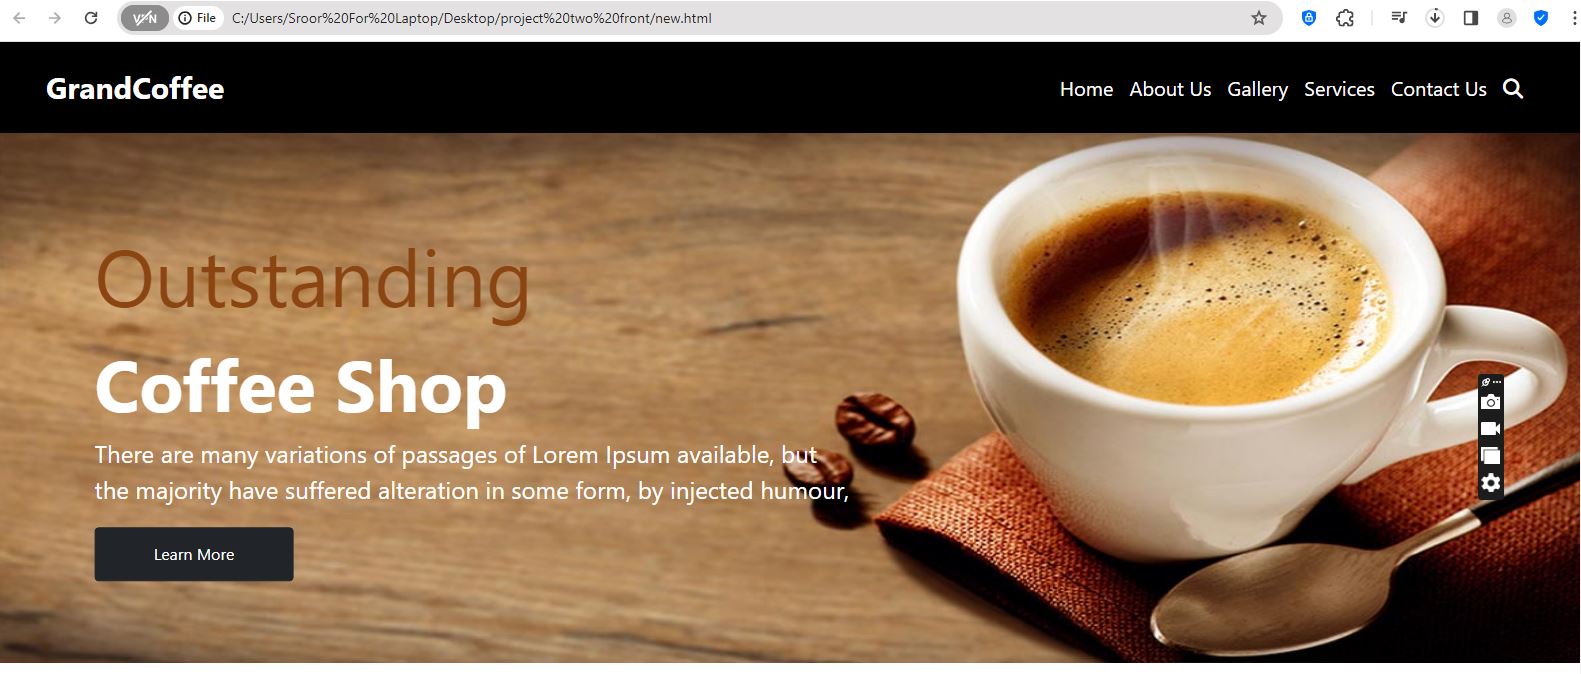 VPN File C:/Users/Sroor%20For%20Laptop/Desktop/project%20two%20front/new.html
GrandCoffee Home About Us Gallery Services Contact Us
Outstanding
Coffee Shop
There are many variations of passages of Lorem Ipsum available, but
the majority have suffered alteration in some form, by injected humour,
Learn More